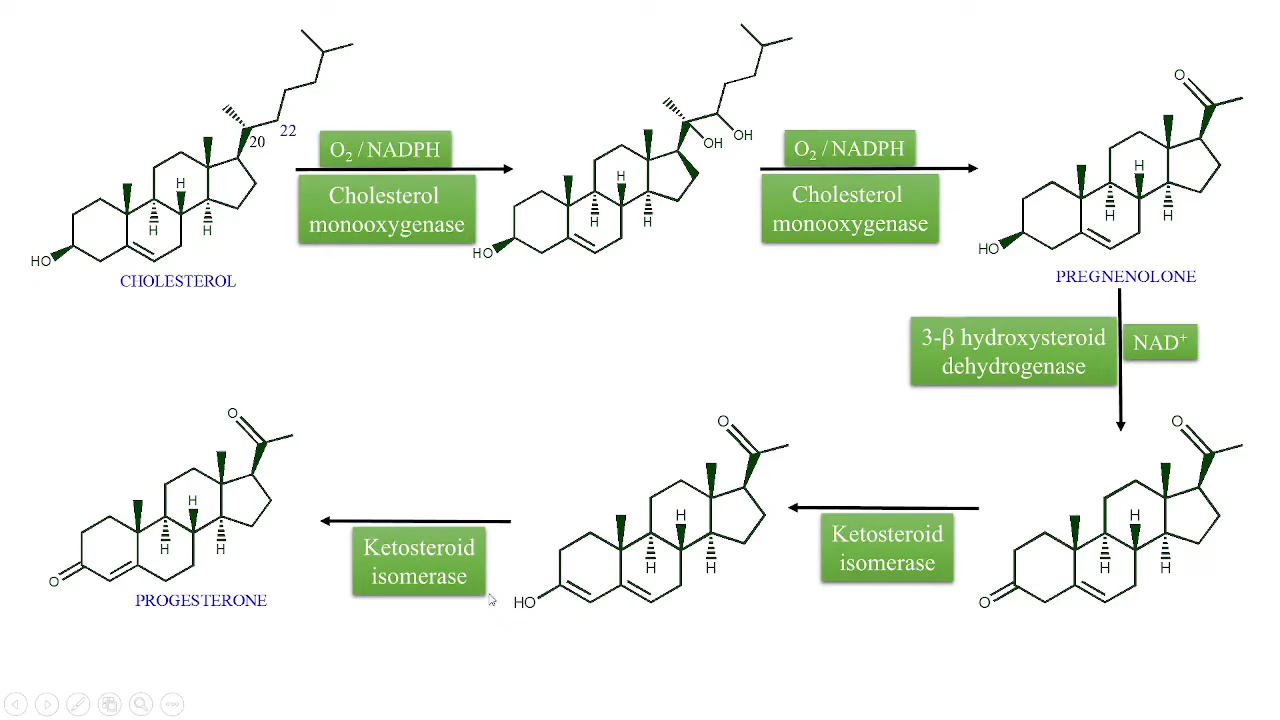 20
22
HO
H
H
H
CHOLESTEROL
O₂ / NADPH
Cholesterol
monooxygenase
OH
OH
HO
H
H
H
O₂ / NADPH
Cholesterol
monooxygenase
O
HO
H
H
H
PREGNENOLONE
3-β hydroxysteroid
dehydrogenase
NAD⁺
O
O
H
H
H
Ketosteroid
isomerase
O
HO
H
H
H
Ketosteroid
isomerase
O
O
H
H
H
PROGESTERONE